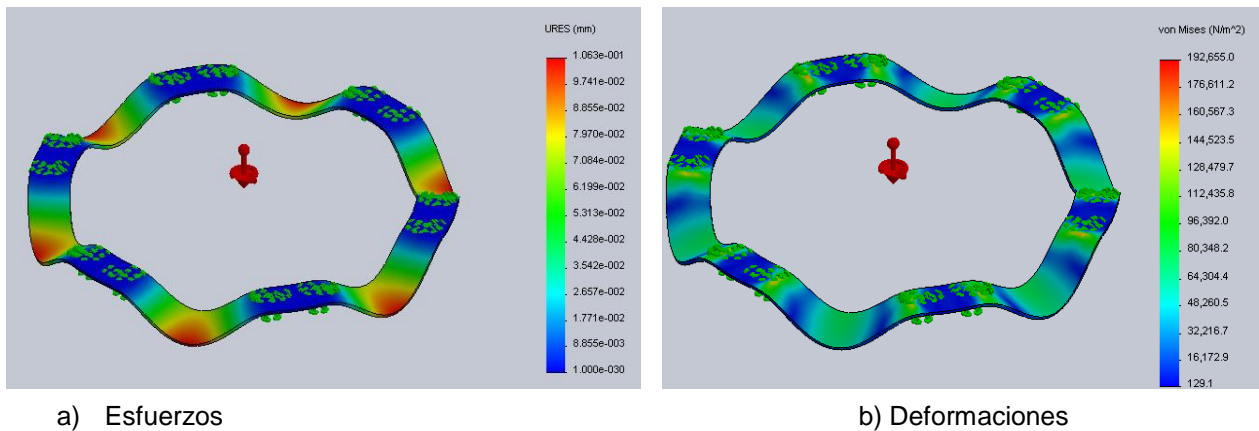 URES (mm)
1.063e-001
9.741e-002
8.855e-002
7.970e-002
7.084e-002
6.199e-002
5.313e-002
4.428e-002
3.542e-002
2.657e-002
1.771e-002
8.855e-003
1.000e-030
von Mises (N/m^2)
192,655.0
176,611.2
160,567.3
144,523.5
128,479.7
112,435.8
96,392.0
80,348.2
64,304.4
48,260.5
32,216.7
16,172.9
129.1
a) Esfuerzos
b) Deformaciones